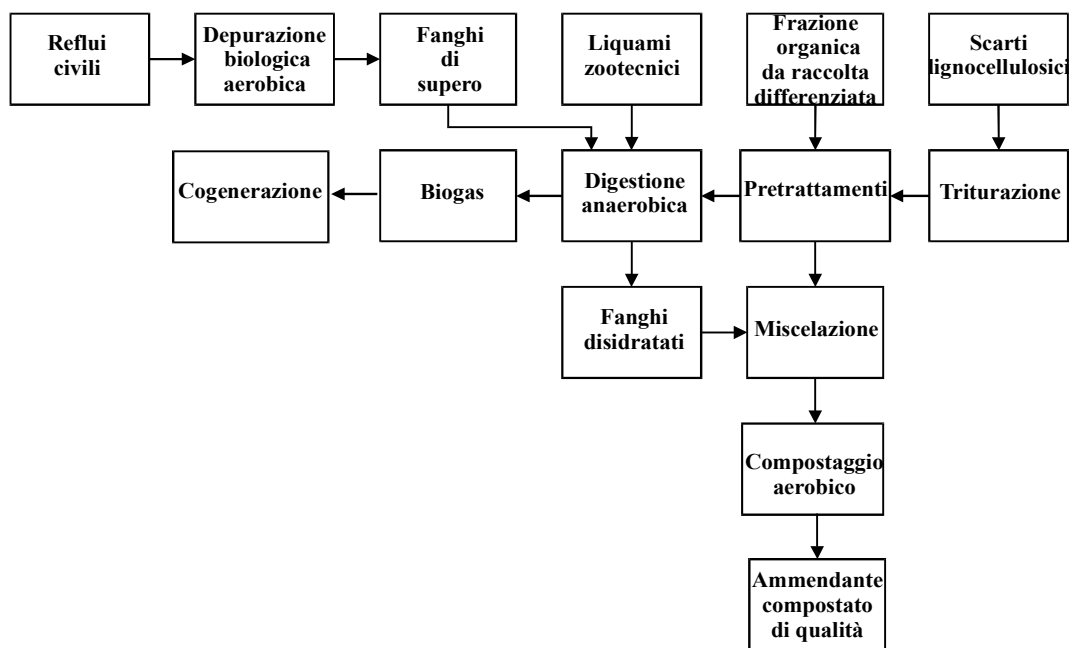 Reflui
civili
Depurazione
biologica
aerobica
Fanghi
di
supero
Liquami
zootecnici
Frazione
organica
da raccolta
differenziata
Scarti
lignocellulosici
Cogenerazione
Biogas
Digestione
anaerobica
Pretrattamenti
Triturazione
Fanghi
disidratati
Miscelazione
Compostaggio
aerobico
Ammendante
compostato
di qualità